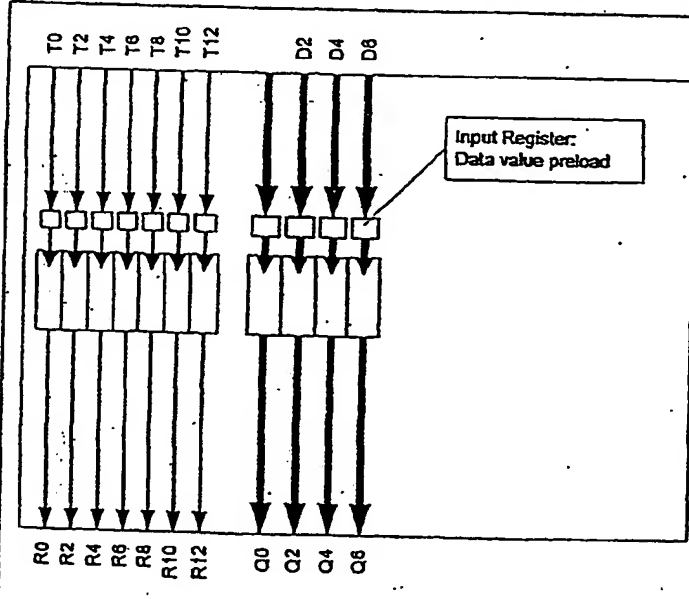 T0
T2
T4
T6
T8
T10
T12
D2
D4
D6
Input Register:
Data value preload
R0
R2
R4
R6
R8
R10
R12
Q0
Q2
Q4
Q6